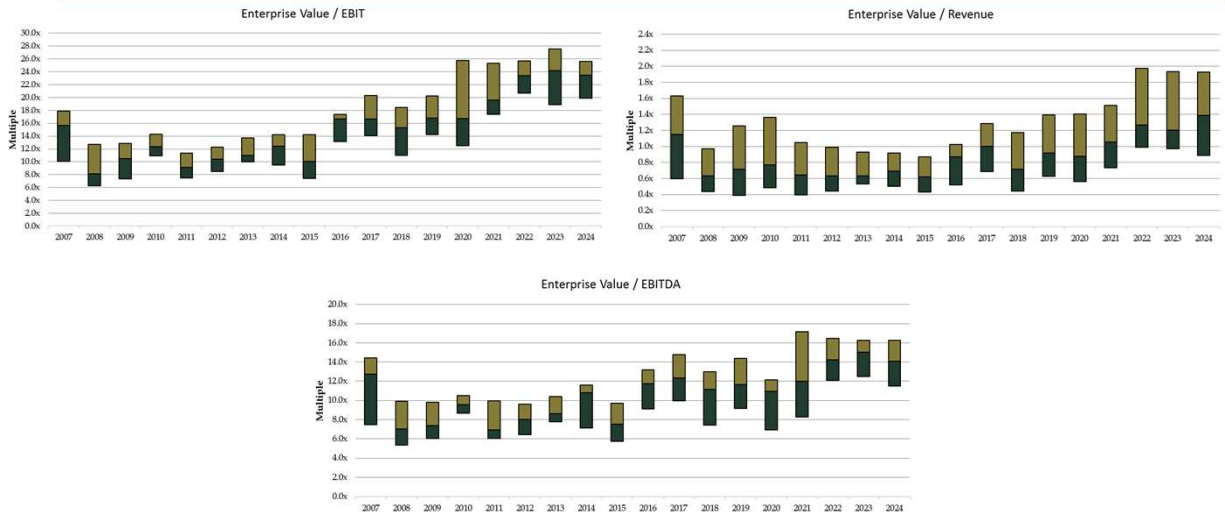 Enterprise Value / EBIT
30.0x
28.0x
26.0x
24.0x
22.0x
20.0x
18.0x
16.0x
14.0x
12.0x
10.0x
8.0x
6.0x
4.0x
2.0x
0.0x
Multiple
2007 2008 2009 2010 2011 2012 2013 2014 2015 2016 2017 2018 2019 2020 2021 2022 2023 2024
Enterprise Value / Revenue
2.4x
2.2x
2.0x
1.8x
1.6x
1.4x
1.2x
1.0x
0.8x
0.6x
0.4x
0.2x
0.0x
Multiple
2007 2008 2009 2010 2011 2012 2013 2014 2015 2016 2017 2018 2019 2020 2021 2022 2023 2024
Enterprise Value / EBITDA
20.0x
18.0x
16.0x
14.0x
12.0x
10.0x
8.0x
6.0x
4.0x
2.0x
0.0x
Multiple
2007 2008 2009 2010 2011 2012 2013 2014 2015 2016 2017 2018 2019 2020 2021 2022 2023 2024